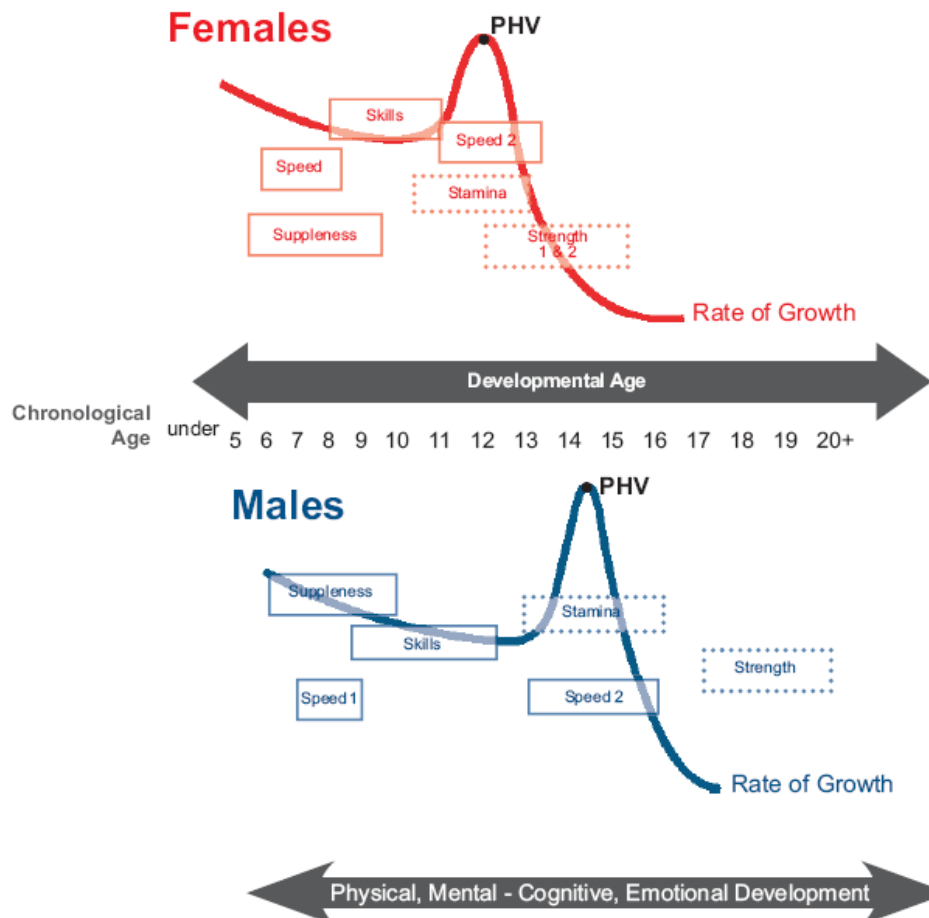 Females
PHV
Skills
Speed 2
Speed
Stamina
Suppleness
Strength
1 & 2
Rate of Growth
Developmental Age
Chronological
Age
under 5 6 7 8 9 10 11 12 13 14 15 16 17 18 19 20+
PHV
Males
Suppleness
Stamina
Skills
Strength
Speed 1
Speed 2
Rate of Growth
Physical, Mental - Cognitive, Emotional Development